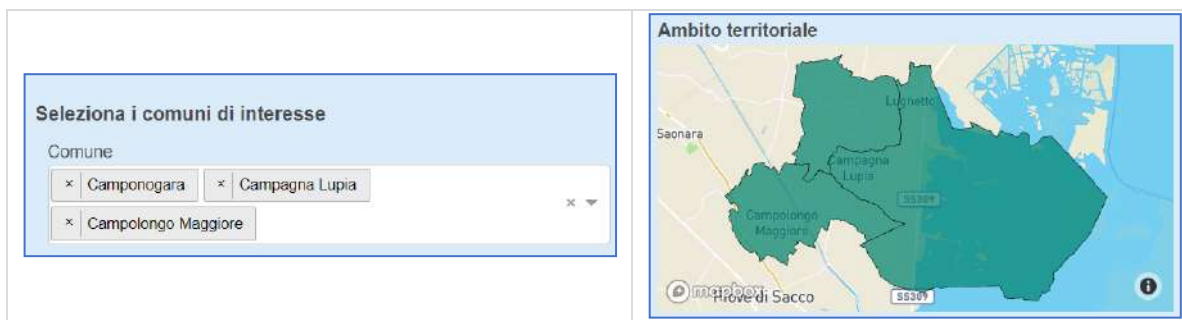 Seleziona i comuni di interesse
Comune
× Camponogara × Campagna Lupia
× Campolongo Maggiore
× 
Ambito territoriale
Lughetto
Saonara
Campagna
Lupia
SS309
Campolongo
Maggiore
mapbox
Piove di Sacco
SS309
i